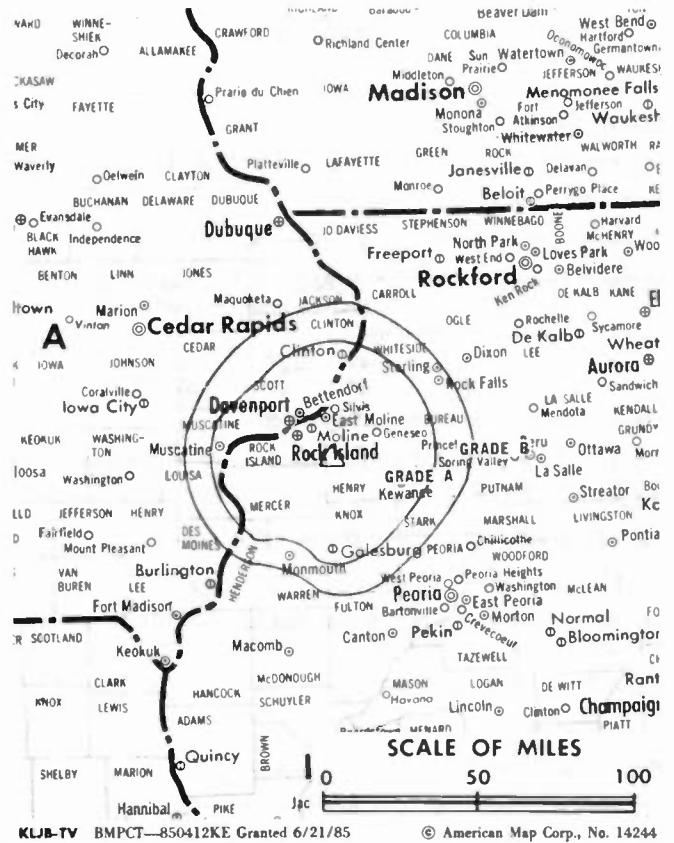 Beaver Dam
WARD WINNE-SHIEK CRAWFORD COLUMBIA West Bend
Decorah ALLAMAKEE Richland Center DANE Sun Prairie Watertown Oconomowoc Hartford Germantown
Middleton JEFFERSON
s City FAYETTE Prarie du Chien IOWA Madison Menomonee Falls
Monona Fort Atkinson Jefferson
GRANT Stoughton Whitewater
MER GREEN ROCK WALWORTH
Waverly Oelwein CLAYTON Platteville LAFAYETTE Janesville Delavan
BUCHANAN DELAWARE DUBUQUE Monroe Beloit Perrygo Place
Evansdale Dubuque JO DAVIESS STEPHENSON WINNEBAGO BOONE Harvard
BLACK HAWK Independence McHENRY
Freeport North Park West End Loves Park
BENTON LINN JONES Rockford Belvidere
Ken Rock
Maquoketa JACKSON CARROLL DE KALB KANE
Marion CLINTON OGLE Rochelle
A Vinton Cedar Rapids De Kalb Sycamore
CEDAR Clinton WHITESIDE Dixon LEE
IOWA JOHNSON Sterling Aurora
SCOTT Rock Falls Sandwich
Coralville Bettendorf LA SALLE KENDALL
Iowa City Davenport Silvis Mendota
MUSCATINE East Moline BUREAU
KEOKUK WASHING-TON Moline Geneseo
Muscatine ROCK ISLAND Rock Island GRADE B Ottawa
LOUISA Spring Valley La Salle
Washington GRADE A
HENRY Kewanee PUTNAM Streator
MERCER
JEFFERSON HENRY KNOX STARK MARSHALL LIVINGSTON
Fairfield DES MOINES
Mount Pleasant Galesburg PEORIA Chillicothe
WOODFORD
VAN BUREN LEE Burlington HENDERSON Monmouth West Peoria Peoria Heights
WARREN Peoria Washington McLEAN
Fort Madison FULTON Bartonville East Peoria
Pekin Creve coeur Morton Normal
SCOTLAND Canton Bloomington
Keokuk Macomb TAZEWELL
CLARK McDONOUGH
MASON LOGAN DE WITT
KNOX LEWIS HANCOCK SCHUYLER Havana Lincoln Clinton
ADAMS MENARD PIATT
Quincy BROWN SCALE OF MILES
SHELBY MARION 0 50 100
Jac
Hannibal PIKE
KLJB-TV BMPCT—850412KE Granted 6/21/85 © American Map Corp., No. 14244